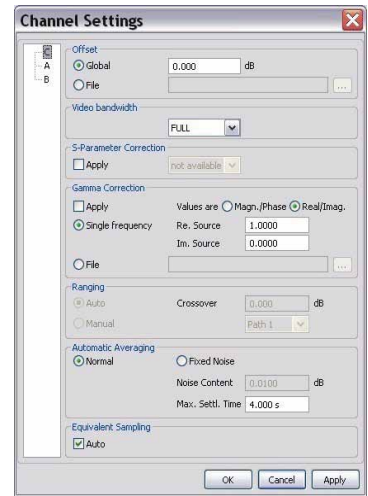 Channel Settings
C
A
B
Offset
Global 0.000 dB
File ...
Video bandwidth
FULL
S-Parameter Correction
Apply not available
Gamma Correction
Apply Values are Magn./Phase Real/Imag.
Single frequency Re. Source 1.0000
Im. Source 0.0000
File ...
Ranging
Auto Crossover 0.000 dB
Manual Path 1
Automatic Averaging
Normal Fixed Noise
Noise Content 0.0100 dB
Max. Settl. Time 4.000 s
Equivalent Sampling
Auto
OK Cancel Apply